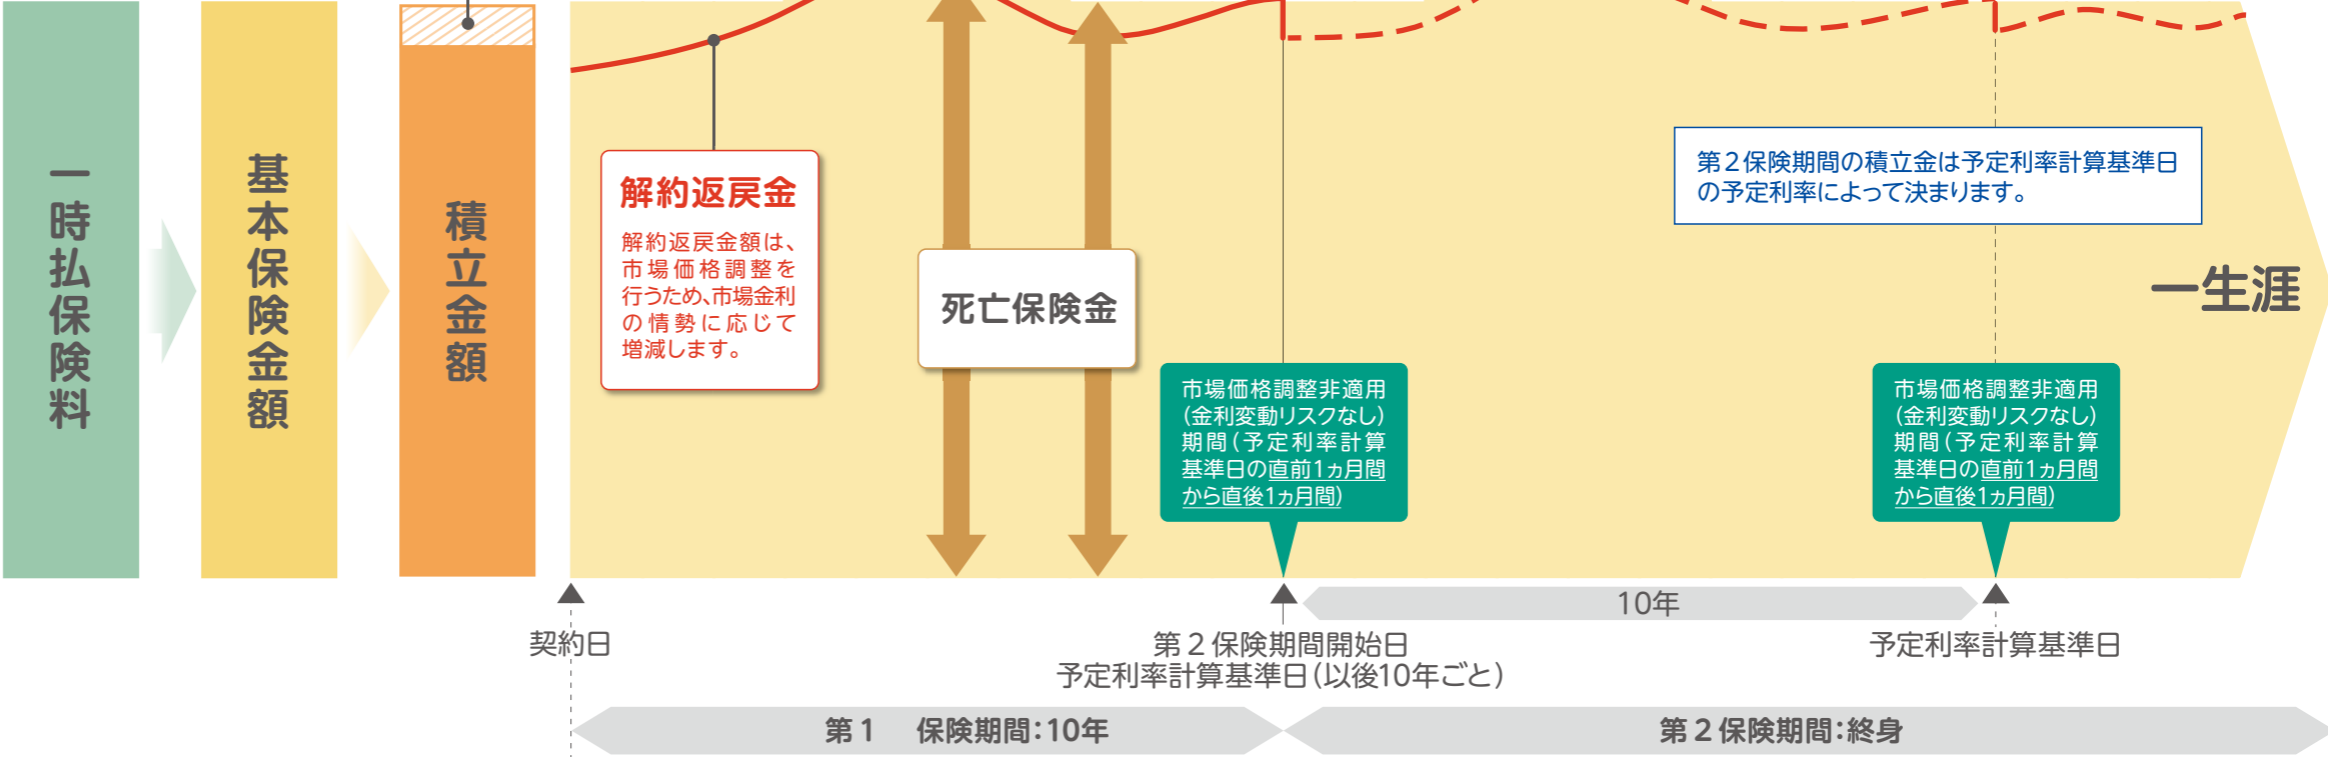 一時払保険料
基本保険金額
積立金額
解約返戻金
解約返戻金額は、
市場価格調整を
行うため、市場金利
の情勢に応じて
増減します。
死亡保険金
第２保険期間の積立金は予定利率計算基準日
の予定利率によって決まります。
一生涯
市場価格調整非適用
(金利変動リスクなし)
期間(予定利率計算
基準日の直前1ヵ月間
から直後1ヵ月間)
市場価格調整非適用
(金利変動リスクなし)
期間(予定利率計算
基準日の直前1ヵ月間
から直後1ヵ月間)
10年
契約日
第２保険期間開始日
予定利率計算基準日(以後10年ごと)
予定利率計算基準日
第１　保険期間：10年
第２保険期間：終身